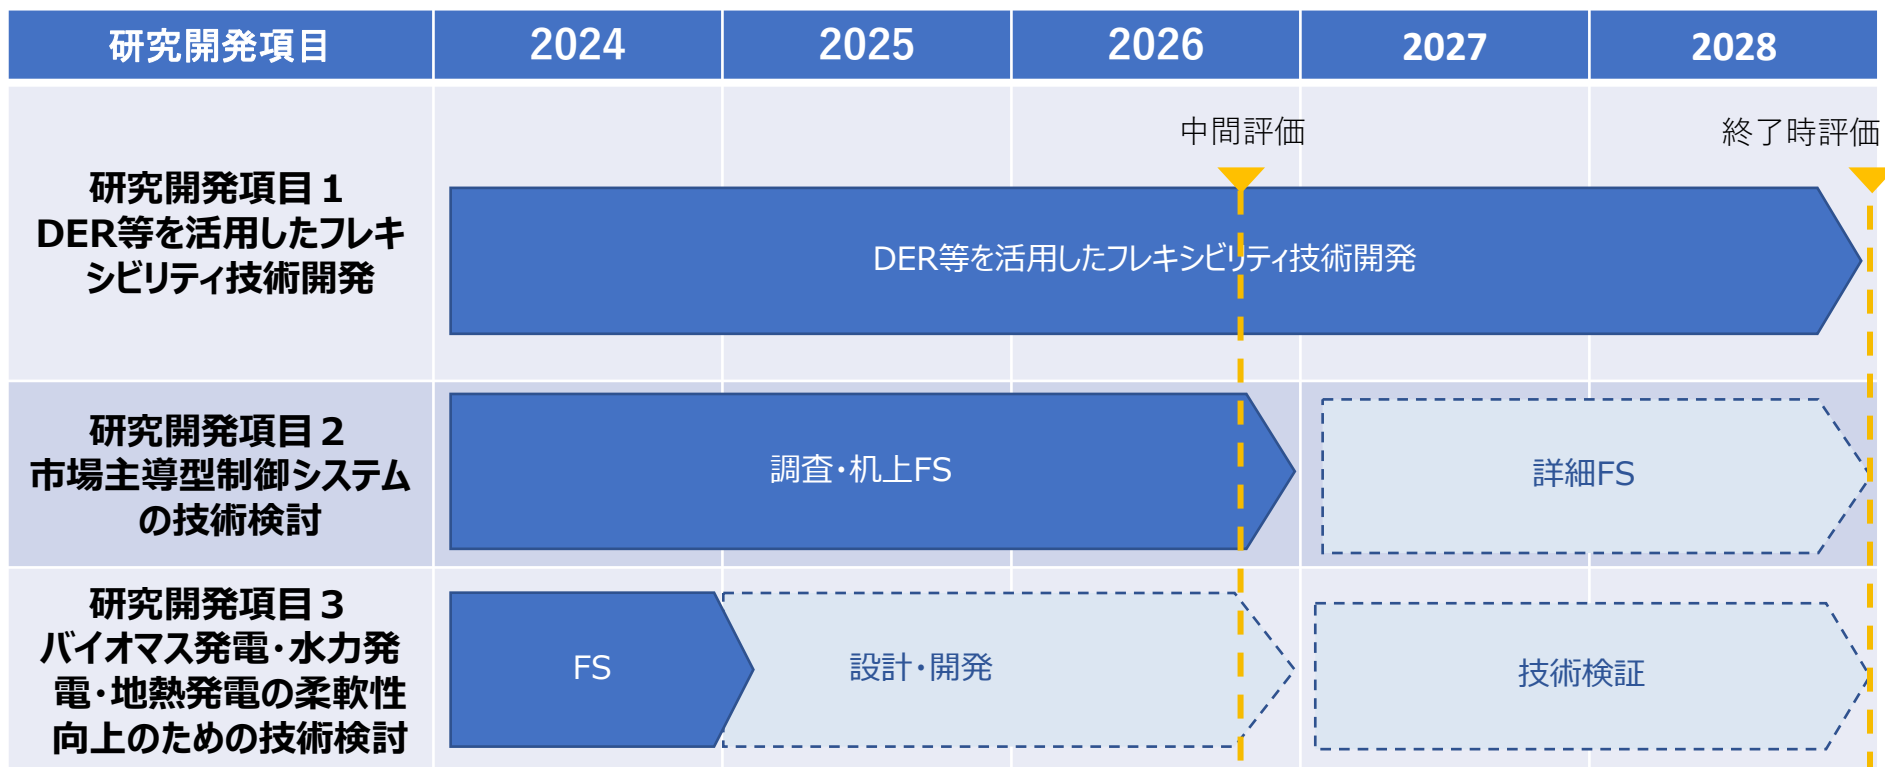 研究開発項目 2024 2025 2026 2027 2028
中間評価 終了時評価
研究開発項目１
DER等を活用したフレキ
シビリティ技術開発
DER等を活用したフレキシビリティ技術開発
研究開発項目２
市場主導型制御システム
の技術検討
調査・机上FS
詳細FS
研究開発項目３
バイオマス発電・水力発
電・地熱発電の柔軟性
向上のための技術検討
FS
設計・開発
技術検証